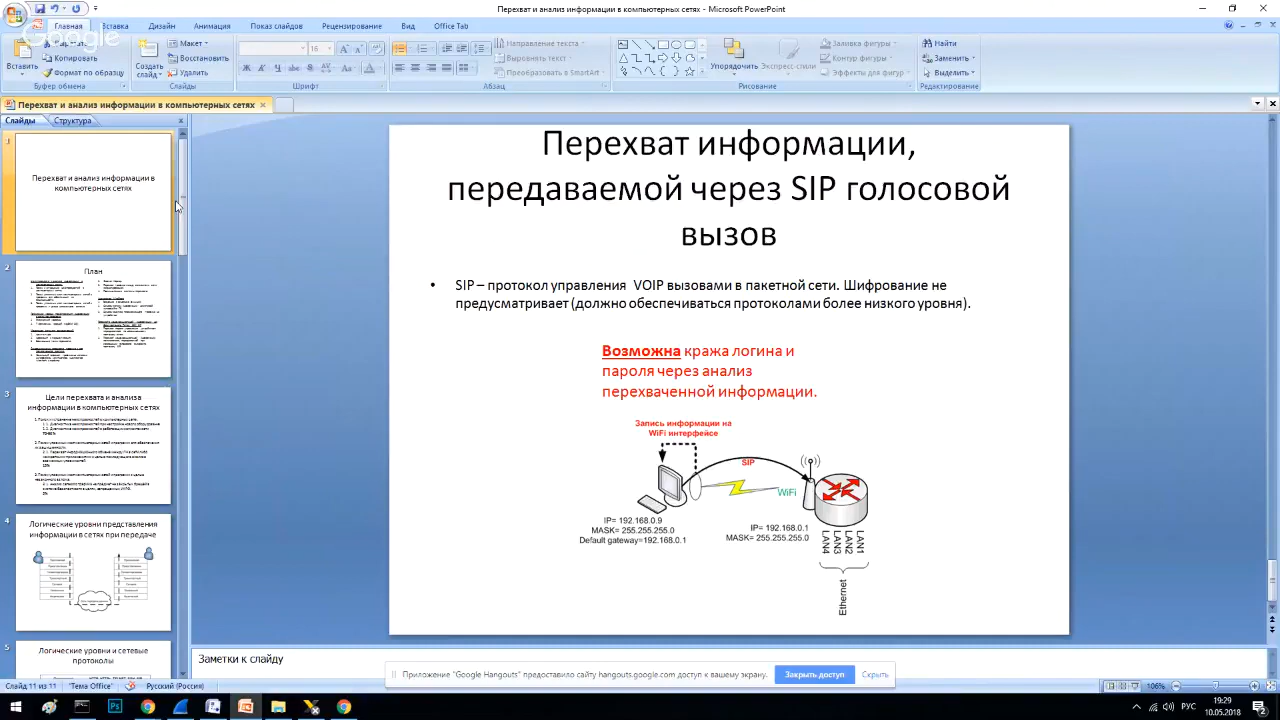 Перехват и анализ информации в компьютерных сетях - Microsoft PowerPoint
Главная Вставка Дизайн Анимация Показ слайдов Рецензирование Вид Office Tab
Google
Вставить
Вырезать
Копировать
Формат по образцу
Буфер обмена
Создать слайд
Макет
Восстановить
Удалить
Слайды
16
Шрифт
Направление текста
Выровнять текст
Преобразовать в SmartArt
Абзац
Упорядочить
Экспресс-стили
Заливка фигуры
Контур фигуры
Эффекты для фигур
Рисование
Найти
Заменить
Выделить
Редактирование
Перехват и анализ информации в компьютерных сетях
Слайды Структура
1
Перехват и анализ информации в
компьютерных сетях
2
План
3
Цели перехвата и анализа
информации в компьютерных сетях
4
Логические уровни представления
информации в сетях при передаче
5
Логические уровни и сетевые
протоколы
Перехват информации,
передаваемой через SIP голосовой
вызов
• SIP – протокол управления VOIP вызовами в пакетной сети. Шифрование не
предусматривает (должно обеспечиваться протоколами более низкого уровня).
Возможна кража логина и
пароля через анализ
перехваченной информации.
Запись информации на
WiFi интерфейсе
SIP
WiFi
IP= 192.168.0.9
MASK= 255.255.255.0
Default gateway=192.168.0.1
IP= 192.168.0.1
MASK= 255.255.255.0
LAN4
LAN3
LAN2
LAN1
Ethernet
Заметки к слайду
Приложение "Google Hangouts" предоставило сайту hangouts.google.com доступ к вашему экрану. Закрыть доступ Скрыть
Слайд 11 из 11 "Тема Office" Русский (Россия) 106%
РУС
19:29
10.05.2018
2